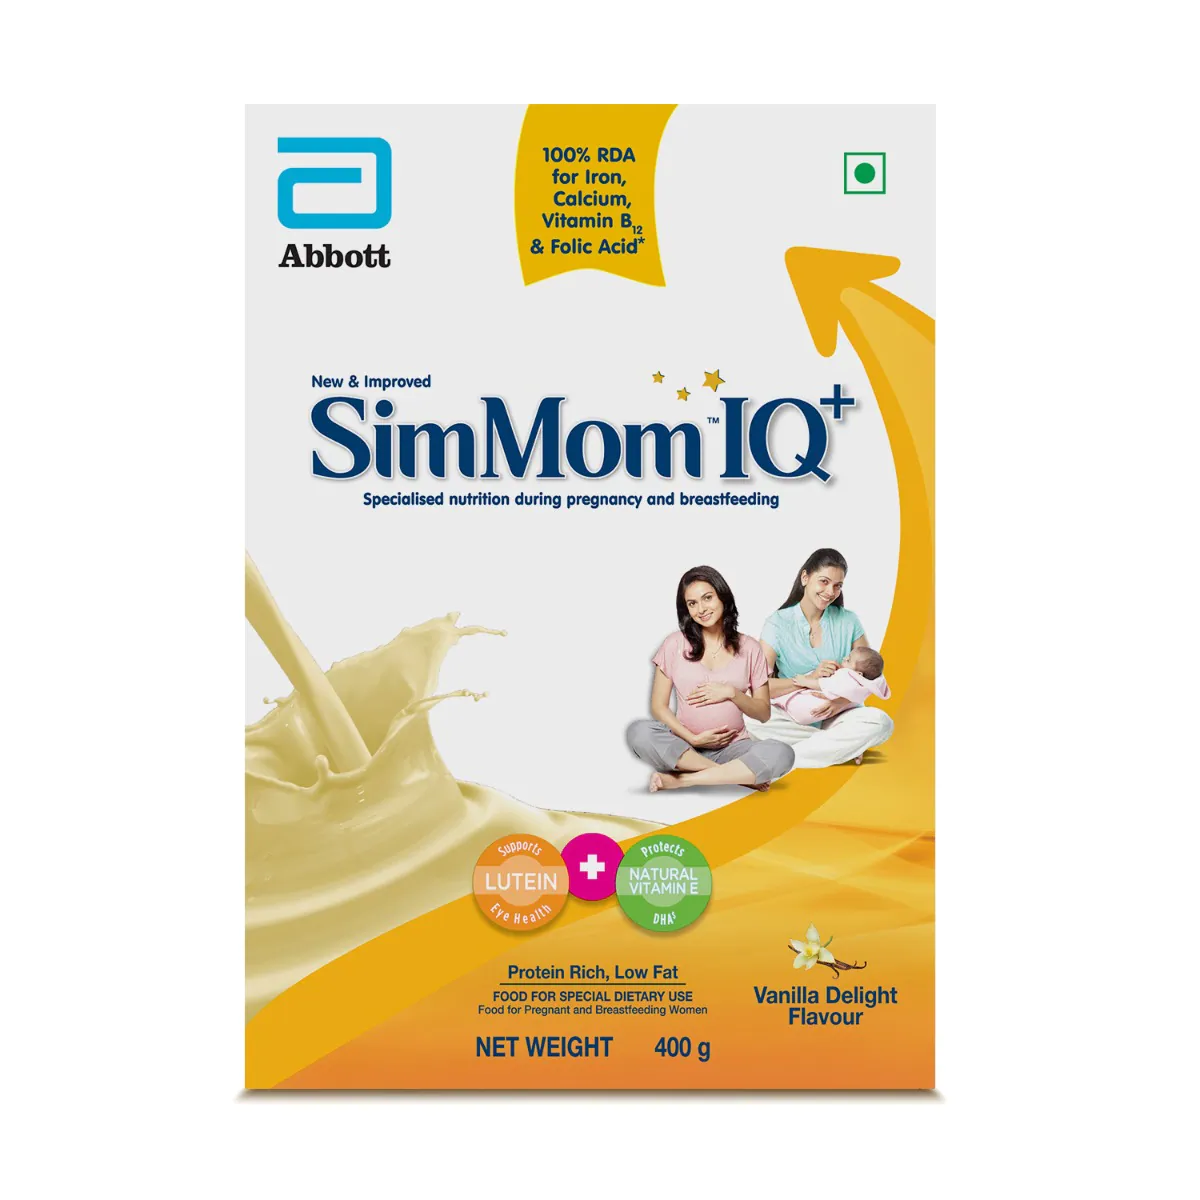 Abbott
100% RDA
for Iron,
Calcium,
Vitamin B12
& Folic Acid*
New & Improved
SimMom™IQ+
Specialised nutrition during pregnancy and breastfeeding
Supports
LUTEIN
Eye Health
Protects
NATURAL
VITAMIN E
DHA$
Protein Rich, Low Fat
FOOD FOR SPECIAL DIETARY USE
Food for Pregnant and Breastfeeding Women
NET WEIGHT 400 g
Vanilla Delight
Flavour